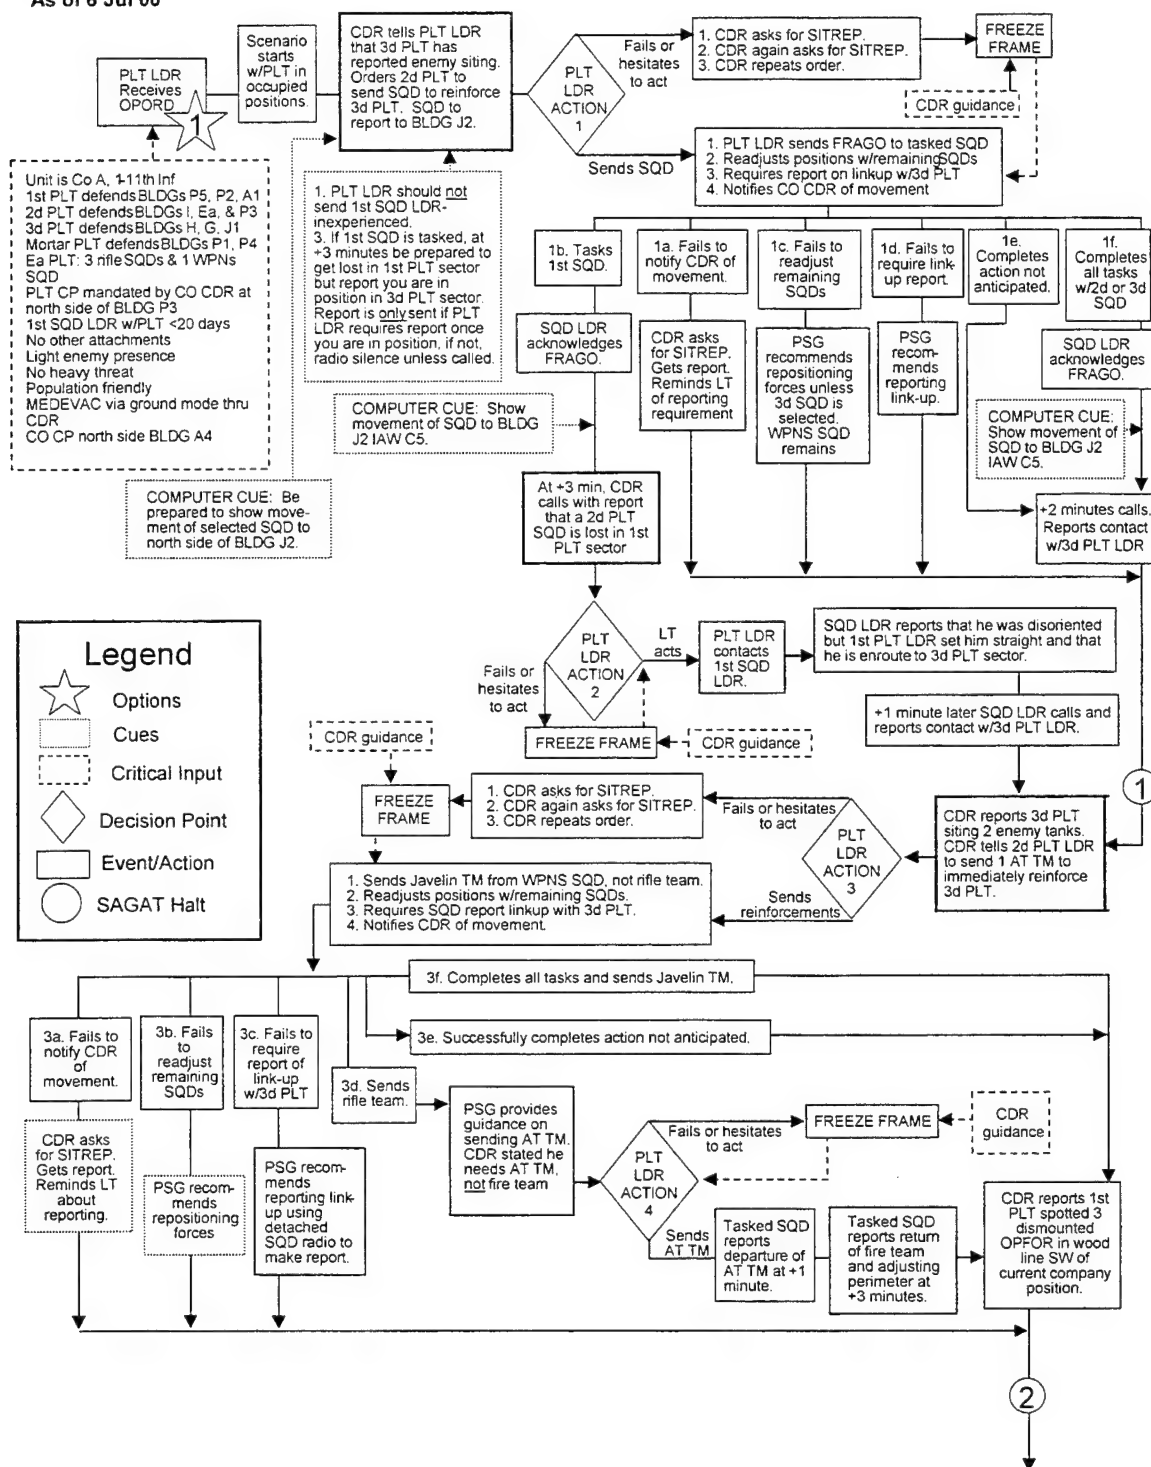 As of 6 Jul 00
PLT LDR
Receives
OPORD
1
Scenario
starts
w/PLT in
occupied
positions.
CDR tells PLT LDR
that 3d PLT has
reported enemy siting.
Orders 2d PLT to
send SQD to reinforce
3d PLT. SQD to
report to BLDG J2.
PLT
LDR
ACTION
1
Fails or
hesitates
to act
1. CDR asks for SITREP.
2. CDR again asks for SITREP.
3. CDR repeats order.
FREEZE
FRAME
CDR guidance
Sends SQD
1. PLT LDR sends FRAGO to tasked SQD
2. Readjusts positions w/remaining SQDs
3. Requires report on linkup w/3d PLT
4. Notifies CO CDR of movement
Unit is Co A, 1-11th Inf
1st PLT defends BLDGs P5, P2, A1
2d PLT defends BLDGs I, Ea, & P3
3d PLT defends BLDGs H, G, J1
Mortar PLT defends BLDGs P1, P4
Ea PLT: 3 rifle SQDs & 1 WPNs
SQD
PLT CP mandated by CO CDR at
north side of BLDG P3
1st SQD LDR w/PLT <20 days
No other attachments
Light enemy presence
No heavy threat
Population friendly
MEDEVAC via ground mode thru
CDR
CO CP north side BLDG A4
1. PLT LDR should not
send 1st SQD LDR-
inexperienced.
3. If 1st SQD is tasked, at
+3 minutes be prepared to
get lost in 1st PLT sector
but report you are in
position in 3d PLT sector.
Report is only sent if PLT
LDR requires report once
you are in position, if not,
radio silence unless called.
COMPUTER CUE: Be
prepared to show move-
ment of selected SQD to
north side of BLDG J2.
1b. Tasks
1st SQD.
1a. Fails to
notify CDR of
movement.
1c. Fails to
readjust
remaining
SQDs
1d. Fails to
require link-
up report.
1e.
Completes
action not
anticipated.
1f.
Completes
all tasks
w/2d or 3d
SQD
SQD LDR
acknowledges
FRAGO.
CDR asks
for SITREP.
Gets report.
Reminds LT
of reporting
requirement
PSG
recommends
repositioning
forces unless
3d SQD is
selected.
WPNS SQD
remains
PSG
recom-
mends
reporting
link-up.
SQD LDR
acknowledges
FRAGO.
COMPUTER CUE: Show
movement of SQD to BLDG
J2 IAW C5.
COMPUTER CUE:
Show movement of
SQD to BLDG J2
IAW C5.
At +3 min, CDR
calls with report
that a 2d PLT
SQD is lost in 1st
PLT sector
+2 minutes calls.
Reports contact
w/3d PLT LDR
Legend
Options
Cues
Critical Input
Decision Point
Event/Action
SAGAT Halt
PLT
LDR
ACTION
2
LT
acts
Fails or
hesitates
to act
PLT LDR
contacts
1st SQD
LDR.
SQD LDR reports that he was disoriented
but 1st PLT LDR set him straight and that
he is enroute to 3d PLT sector.
FREEZE FRAME
CDR guidance
+1 minute later SQD LDR calls and
reports contact w/3d PLT LDR.
1
CDR guidance
FREEZE
FRAME
1. CDR asks for SITREP.
2. CDR again asks for SITREP.
3. CDR repeats order.
Fails or hesitates
to act
PLT
LDR
ACTION
3
CDR reports 3d PLT
siting 2 enemy tanks.
CDR tells 2d PLT LDR
to send 1 AT TM to
immediately reinforce
3d PLT.
1. Sends Javelin TM from WPNS SQD, not rifle team.
2. Readjusts positions w/remaining SQDs.
3. Requires SQD report linkup with 3d PLT.
4. Notifies CDR of movement.
Sends
reinforcements
3f. Completes all tasks and sends Javelin TM.
3e. Successfully completes action not anticipated.
3a. Fails to
notify CDR
of
movement.
3b. Fails
to
readjust
remaining
SQDs
3c. Fails to
require
report of
link-up
w/3d PLT
3d. Sends
rifle team.
CDR asks
for SITREP.
Gets report.
Reminds LT
about
reporting.
PSG recom-
mends
repositioning
forces
PSG recom-
mends
reporting link-
up using
detached
SQD radio to
make report.
PSG provides
guidance on
sending AT TM.
CDR stated he
needs AT TM,
not fire team
PLT
LDR
ACTION
4
Fails or hesitates
to act
FREEZE FRAME
CDR
guidance
Sends
AT TM
Tasked SQD
reports
departure of
AT TM at +1
minute.
Tasked SQD
reports return
of fire team
and adjusting
perimeter at
+3 minutes.
CDR reports 1st
PLT spotted 3
dismounted
OPFOR in wood
line SW of
current company
position.
2